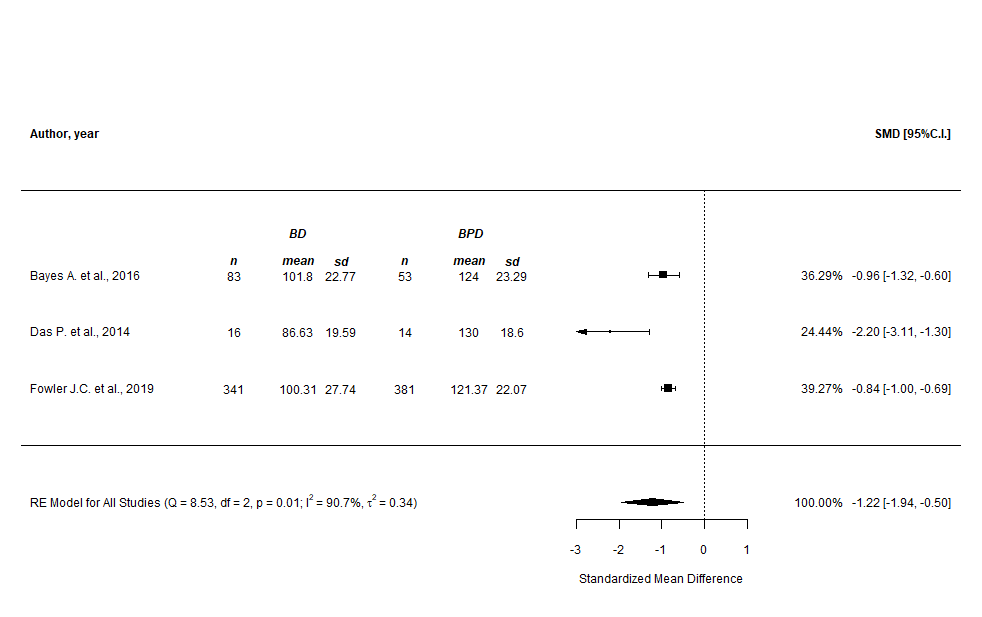 Author, year SMD [95%C.I.]
BD BPD
n mean sd n mean sd
Bayes A. et al., 2016 83 101.8 22.77 53 124 23.29 36.29% -0.96 [-1.32, -0.60]
Das P. et al., 2014 16 86.63 19.59 14 130 18.6 24.44% -2.20 [-3.11, -1.30]
Fowler J.C. et al., 2019 341 100.31 27.74 381 121.37 22.07 39.27% -0.84 [-1.00, -0.69]
RE Model for All Studies (Q = 8.53, df = 2, p = 0.01; I² = 90.7%, τ² = 0.34) 100.00% -1.22 [-1.94, -0.50]
-3 -2 -1 0 1
Standardized Mean Difference